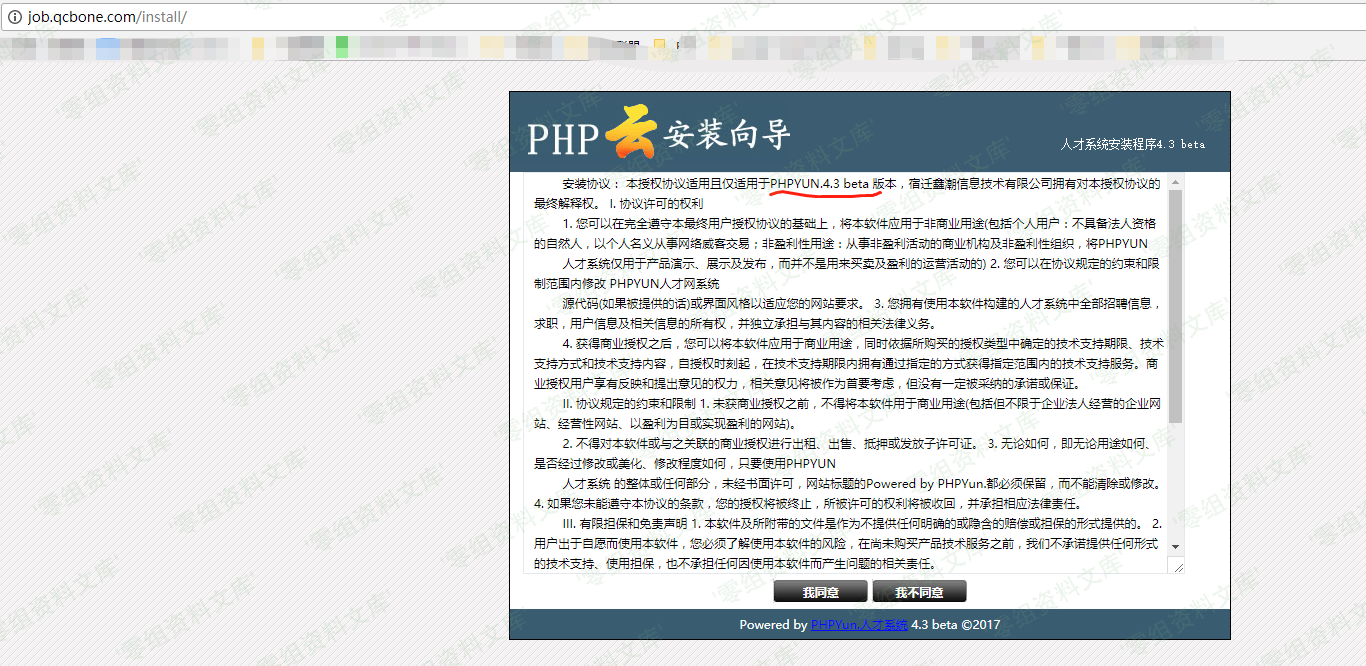 job.qcbone.com/install/
PHP云安装向导
人才系统安装程序4.3 beta
安装协议： 本授权协议适用且仅适用于PHPYUN.4.3 beta 版本，宿迁鑫潮信息技术有限公司拥有对本授权协议的
最终解释权。 I. 协议许可的权利
1. 您可以在完全遵守本最终用户授权协议的基础上，将本软件应用于非商业用途(包括个人用户：不具备法人资格
的自然人，以个人名义从事网络威客交易；非盈利性用途：从事非盈利活动的商业机构及非盈利性组织，将PHPYUN
人才系统仅用于产品演示、展示及发布，而并不是用来买卖及盈利的运营活动的) 2. 您可以在协议规定的约束和限
制范围内修改 PHPYUN人才网系统
源代码(如果被提供的话)或界面风格以适应您的网站要求。 3. 您拥有使用本软件构建的人才系统中全部招聘信息，
求职，用户信息及相关信息的所有权，并独立承担与其内容的相关法律义务。
4. 获得商业授权之后，您可以将本软件应用于商业用途，同时依据所购买的授权类型中确定的技术支持期限、技术
支持方式和技术支持内容，自授权时刻起，在技术支持期限内拥有通过指定的方式获得指定范围内的技术支持服务。商
业授权用户享有反映和提出意见的权力，相关意见将被作为首要考虑，但没有一定被采纳的承诺或保证。
II. 协议规定的约束和限制 1. 未获商业授权之前，不得将本软件用于商业用途(包括但不限于企业法人经营的企业网
站、经营性网站、以盈利为目或实现盈利的网站)。
2. 不得对本软件或与之关联的商业授权进行出租、出售、抵押或发放子许可证。 3. 无论如何，即无论用途如何、
是否经过修改或美化、修改程度如何，只要使用PHPYUN
人才系统 的整体或任何部分，未经书面许可，网站标题的Powered by PHPYun.都必须保留，而不能清除或修改。
4. 如果您未能遵守本协议的条款，您的授权将被终止，所被许可的权利将被收回，并承担相应法律责任。
III. 有限担保和免责声明 1. 本软件及所附带的文件是作为不提供任何明确的或隐含的赔偿或担保的形式提供的。 2.
用户出于自愿而使用本软件，您必须了解使用本软件的风险，在尚未购买产品技术服务之前，我们不承诺提供任何形式
的技术支持、使用担保，也不承担任何因使用本软件而产生问题的相关责任。
我同意 我不同意
Powered by PHPYun.人才系统 4.3 beta ©2017
'零组资料文库'